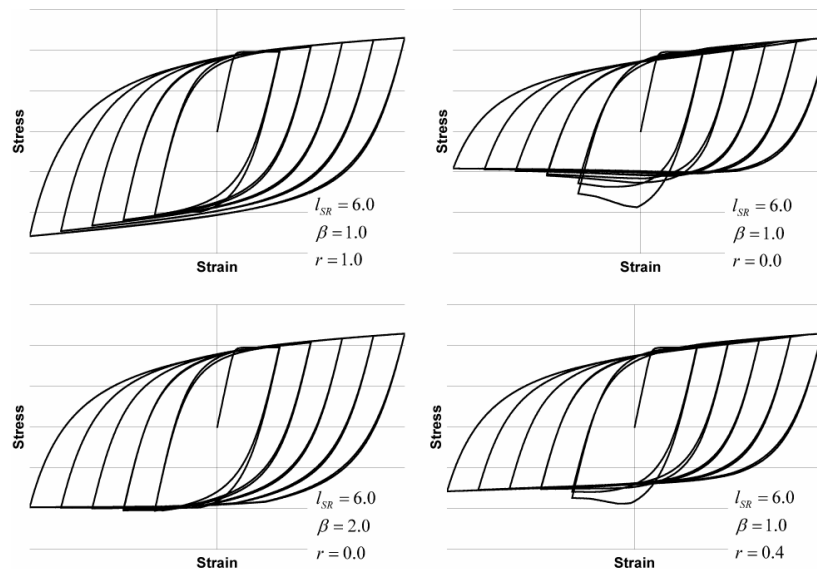 Stress
l_SR = 6.0
β = 1.0
r = 1.0
Strain
Stress
l_SR = 6.0
β = 1.0
r = 0.0
Strain
Stress
l_SR = 6.0
β = 2.0
r = 0.0
Strain
Stress
l_SR = 6.0
β = 1.0
r = 0.4
Strain